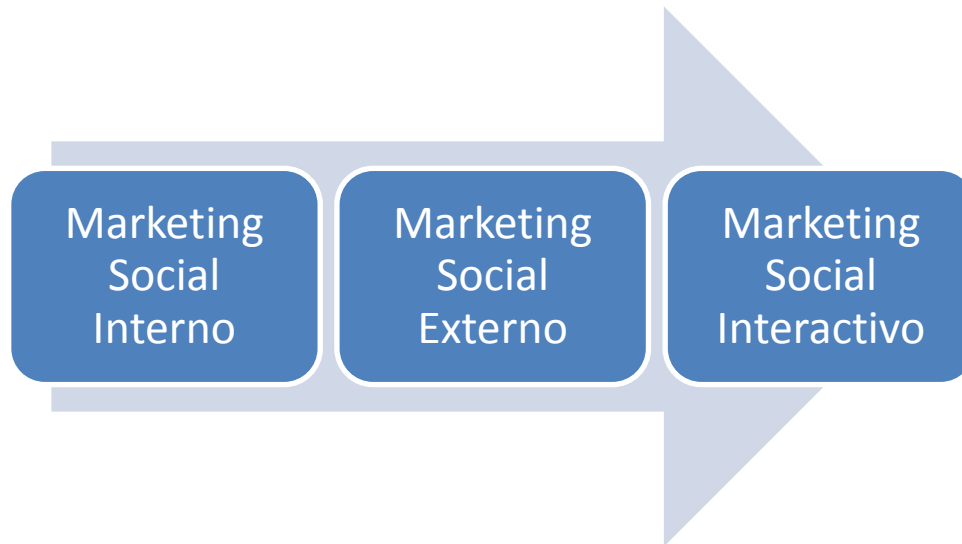 Marketing
Social
Interno
Marketing
Social
Externo
Marketing
Social
Interactivo